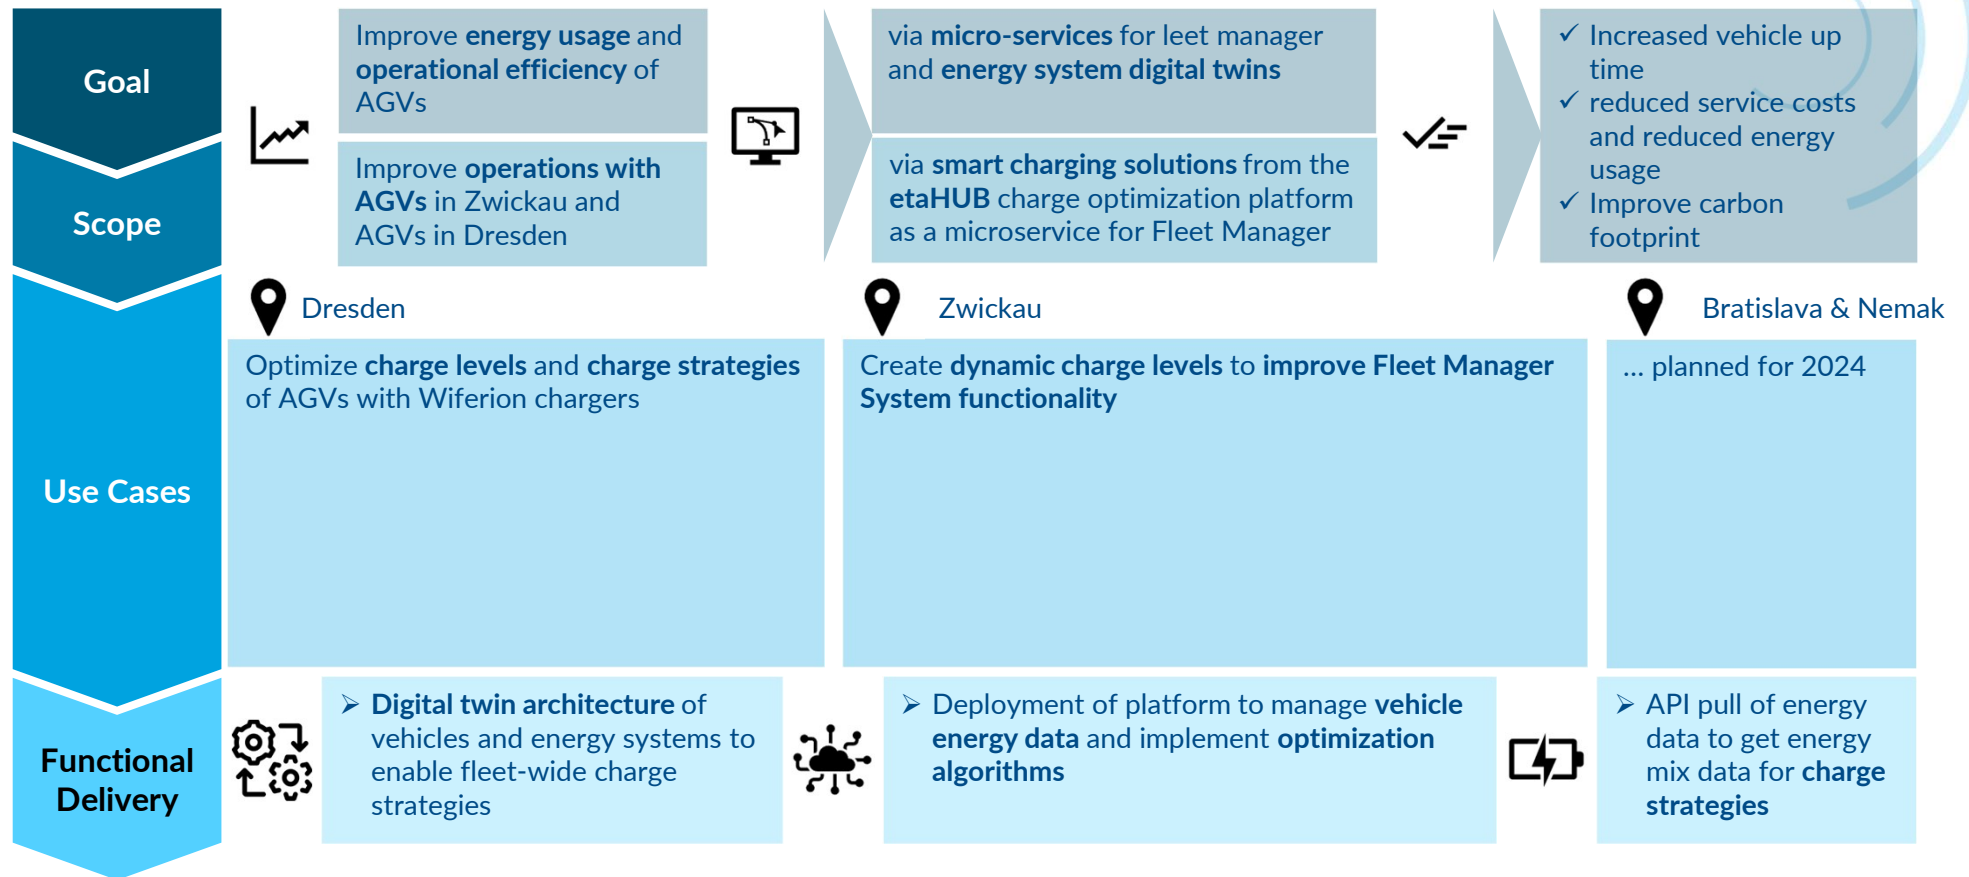 Goal
Improve energy usage and
operational efficiency of
AGVs
via micro-services for leet manager
and energy system digital twins
✓ Increased vehicle up
time
✓ reduced service costs
and reduced energy
usage
✓ Improve carbon
footprint
Scope
Improve operations with
AGVs in Zwickau and
AGVs in Dresden
via smart charging solutions from the
etaHUB charge optimization platform
as a microservice for Fleet Manager
Use Cases
Dresden
Optimize charge levels and charge strategies
of AGVs with Wiferion chargers
Zwickau
Create dynamic charge levels to improve Fleet Manager
System functionality
Bratislava & Nemak
... planned for 2024
Functional
Delivery
➢ Digital twin architecture of
vehicles and energy systems to
enable fleet-wide charge
strategies
➢ Deployment of platform to manage vehicle
energy data and implement optimization
algorithms
➢ API pull of energy
data to get energy
mix data for charge
strategies